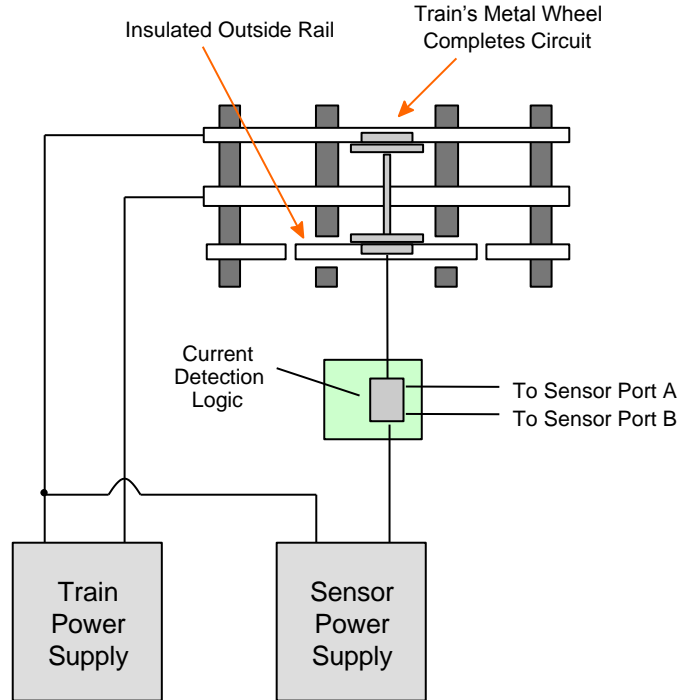 Train's Metal Wheel
Completes Circuit
Insulated Outside Rail
Current
Detection
Logic
To Sensor Port A
To Sensor Port B
Train
Power
Supply
Sensor
Power
Supply